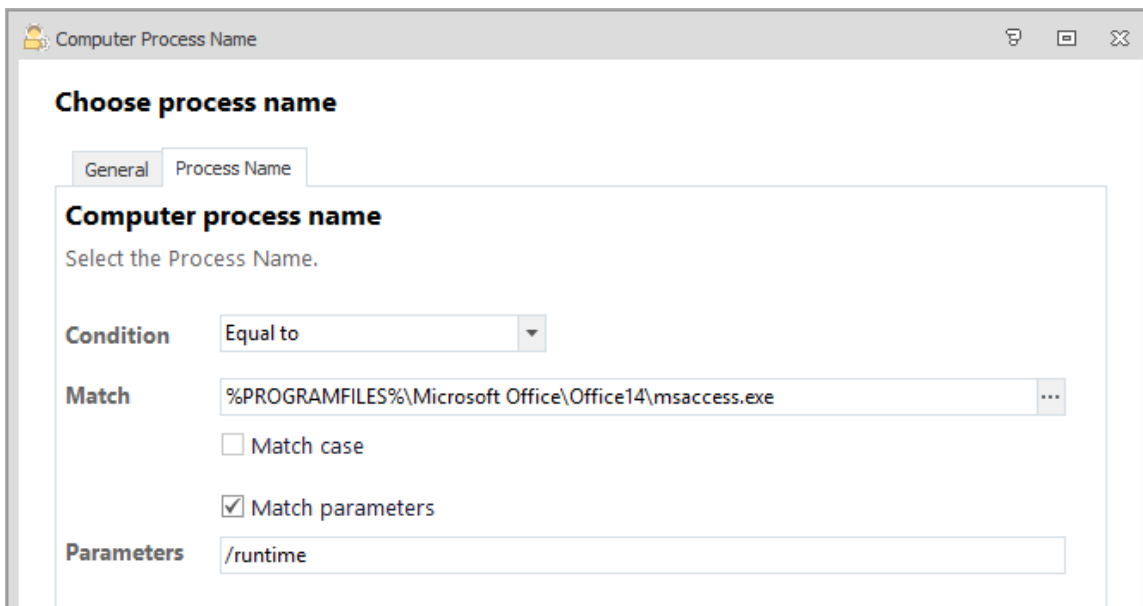 Computer Process Name
Choose process name
General Process Name
Computer process name
Select the Process Name.
Condition Equal to
Match %PROGRAMFILES%\Microsoft Office\Office14\msaccess.exe ...
Match case
Match parameters
Parameters /runtime